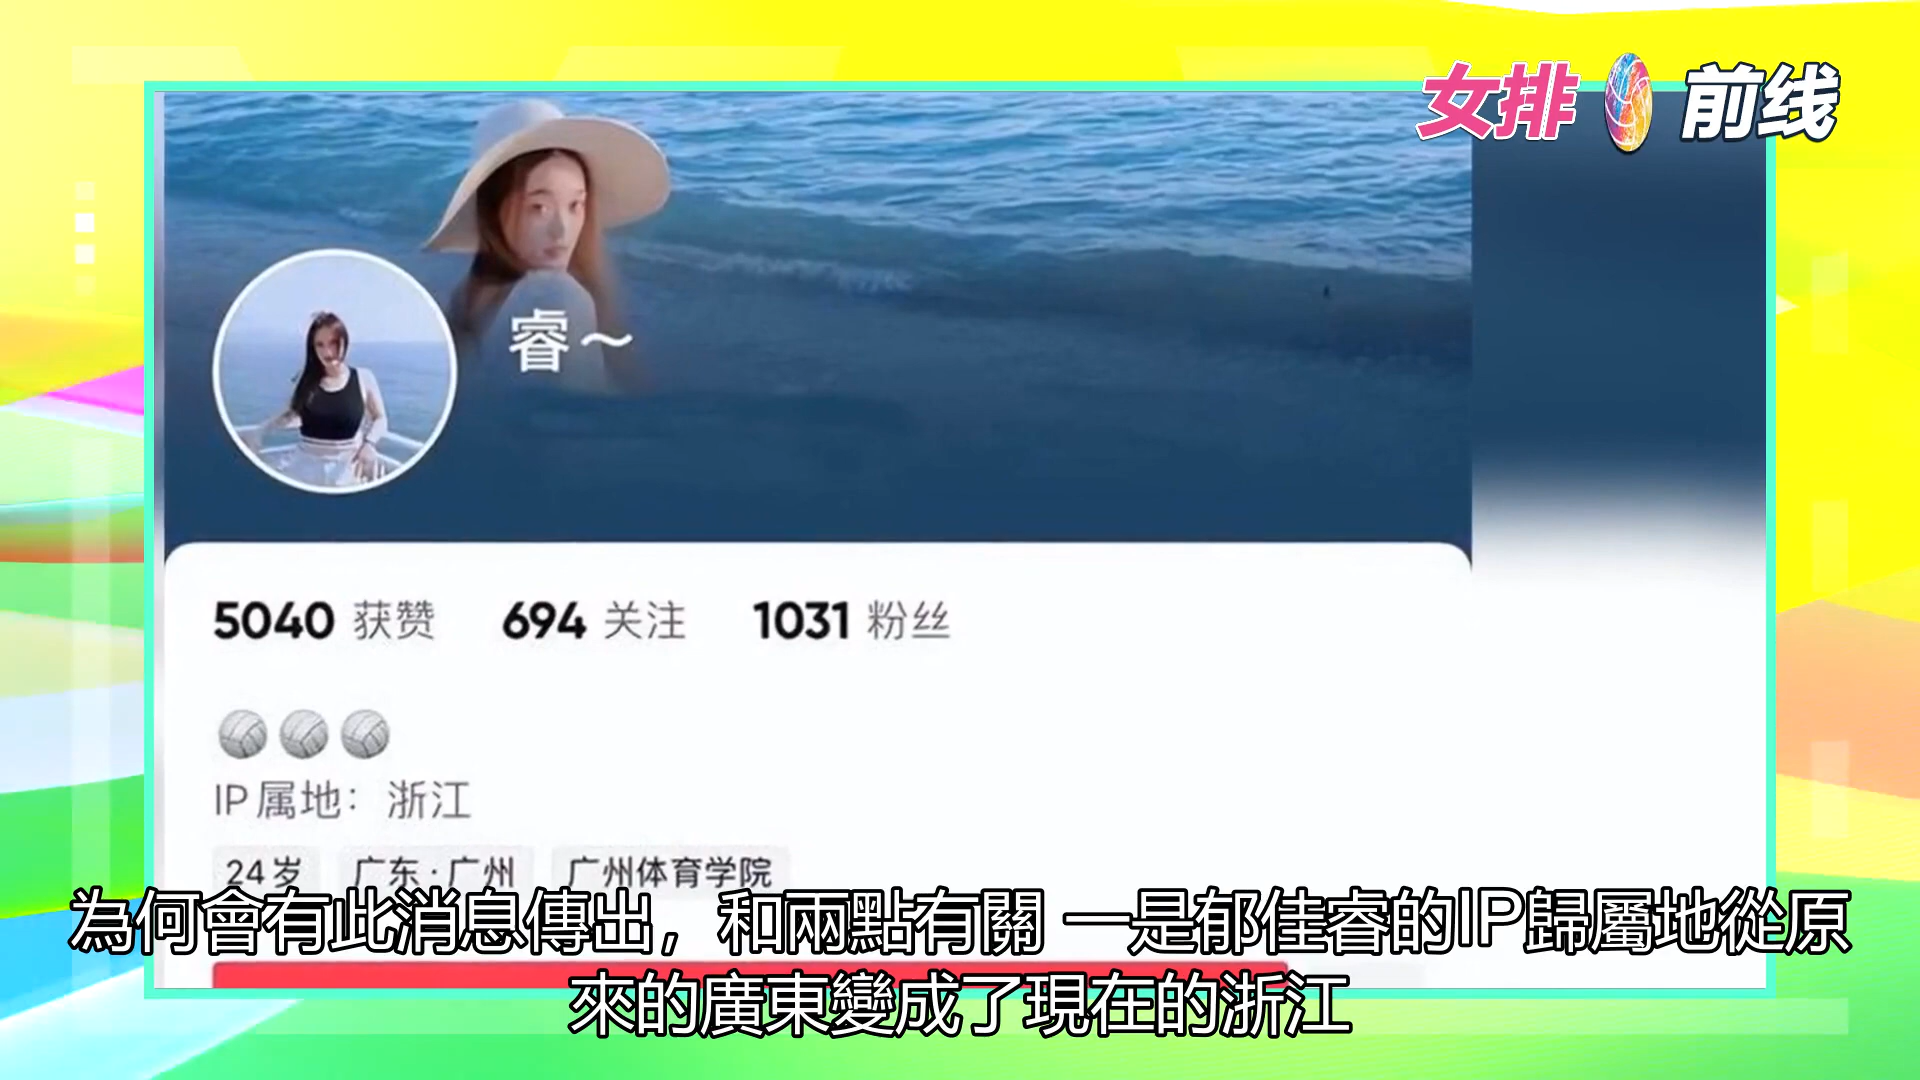 女排 前线
睿~
5040 获赞 694 关注 1031 粉丝
IP属地：浙江
24岁 广东·广州 广州体育学院
為何會有此消息傳出，和兩點有關 一是郁佳睿的IP歸屬地從原
來的廣東變成了現在的浙江